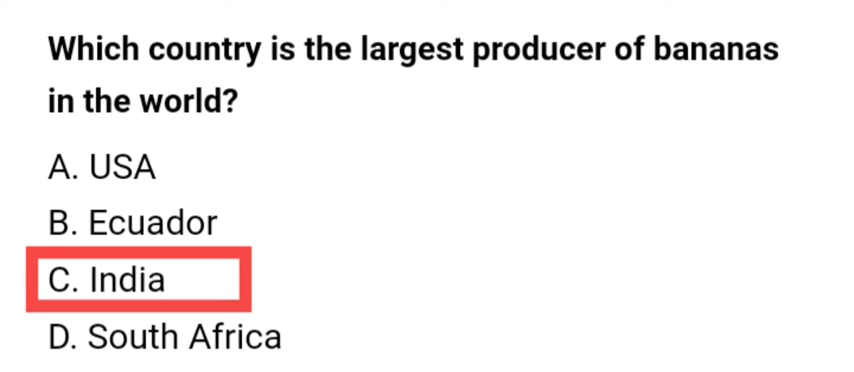 Which country is the largest producer of bananas
in the world?
A. USA
B. Ecuador
C. India
D. South Africa